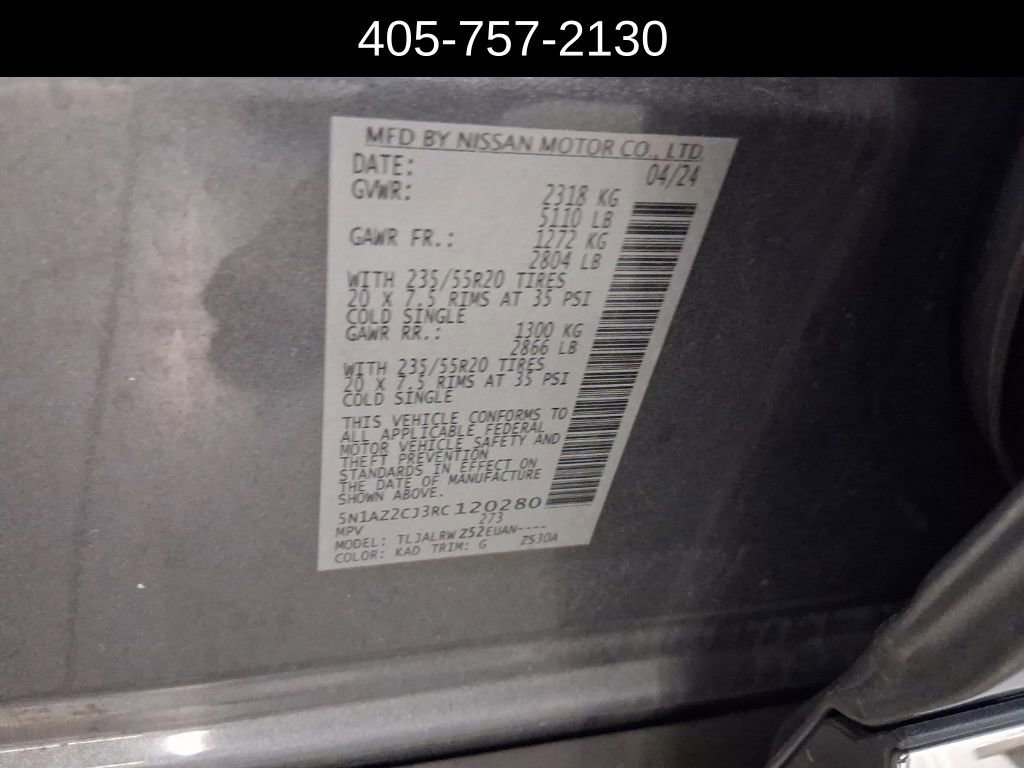 405-757-2130
MFD BY NISSAN MOTOR CO., LTD
DATE: 04/24
GVWR: 2318 KG
5110 LB
GAWR FR.: 1272 KG
2804 LB
WITH 235/55R20 TIRES
20 X 7.5 RIMS AT 35 PSI
COLD SINGLE
GAWR RR.: 1300 KG
2866 LB
WITH 235/55R20 TIRES
20 X 7.5 RIMS AT 35 PSI
COLD SINGLE
THIS VEHICLE CONFORMS TO
ALL APPLICABLE FEDERAL
MOTOR VEHICLE SAFETY AND
THEFT PREVENTION
STANDARDS IN EFFECT ON
THE DATE OF MANUFACTURE
SHOWN ABOVE.
5N1AZ2CJ3RC120280
MPV 273
MODEL: TLJALRW Z52EUAN----
COLOR: KAD TRIM: G ZS30A